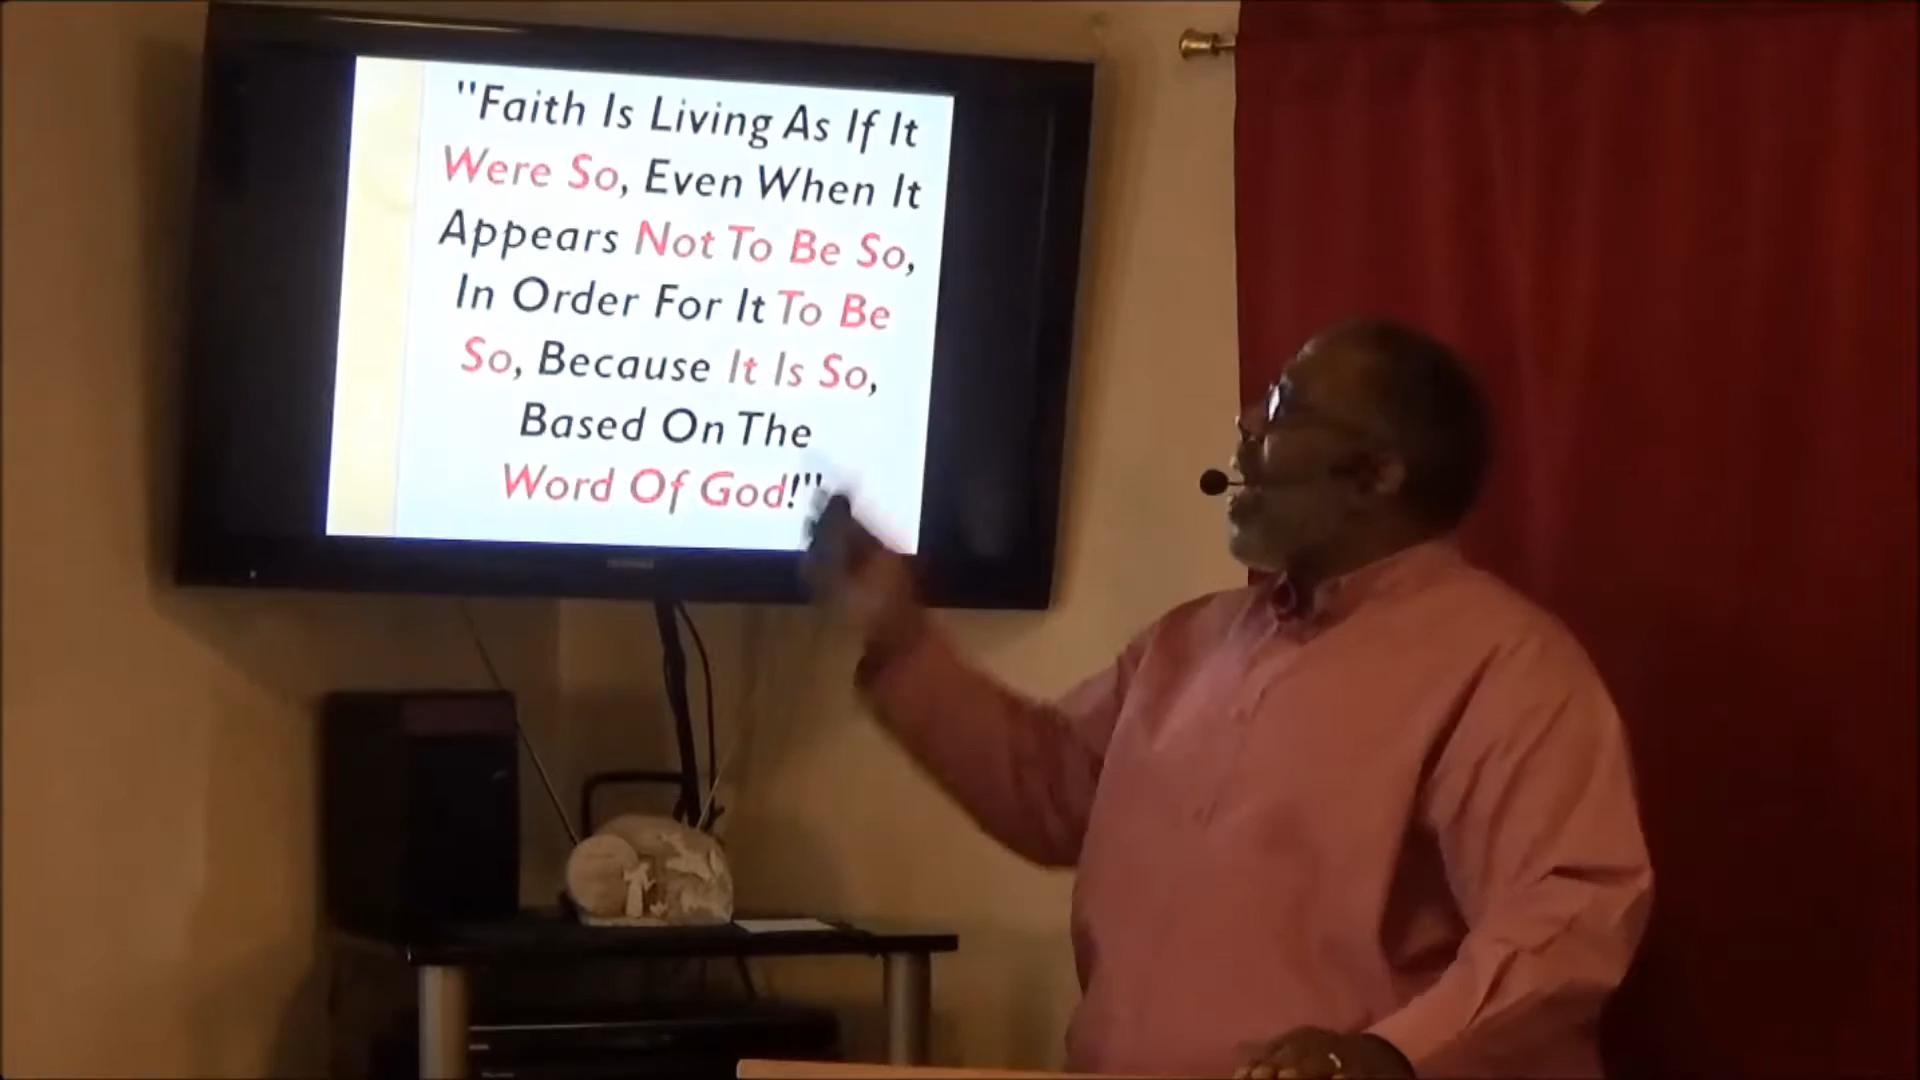 "Faith Is Living As If It
Were So, Even When It
Appears Not To Be So,
In Order For It To Be
So, Because It Is So,
Based On The
Word Of God!"